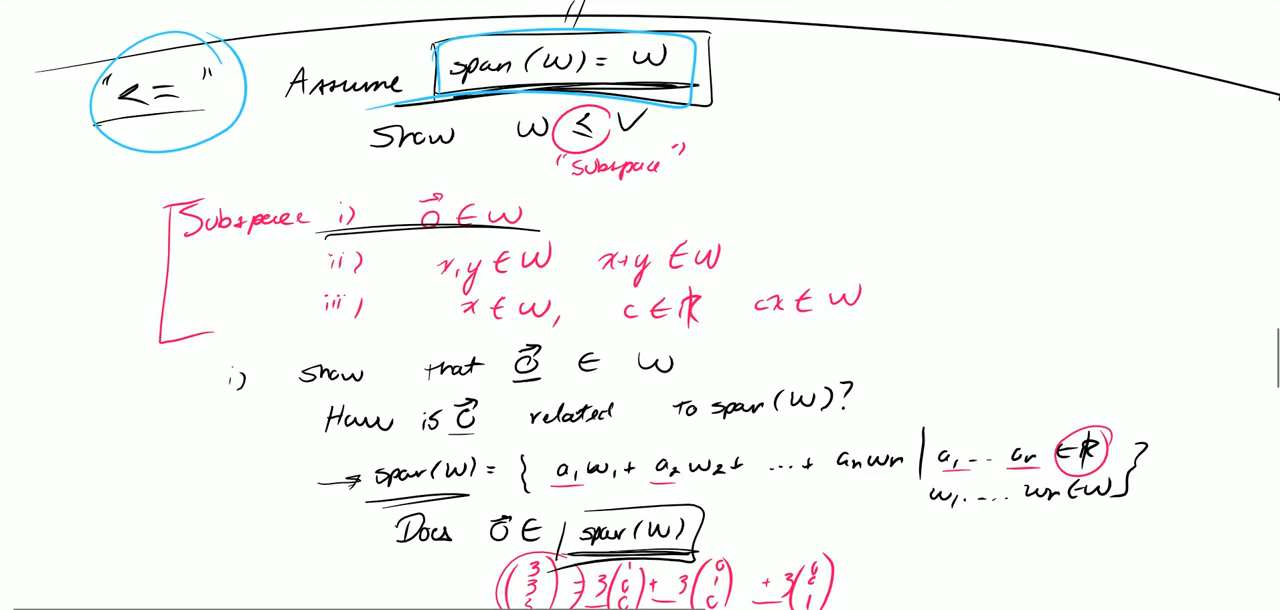 "<=" Assume span(W) = W
Show W ≤ V
"Subspace"
Subspace i) 0⃗ ∈ W
ii) x,y ∈ W x+y ∈ W
iii) x ∈ W, c ∈ ℝ cx ∈ W
i) Show that 0⃗ ∈ W
How is 0⃗ related to span(W)?
→ span(W) = { a₁w₁ + a₂w₂ + ... + anwn | a₁ ... an ∈ ℝ
w₁ .... wn ∈ W }
Does 0⃗ ∈ span(W)